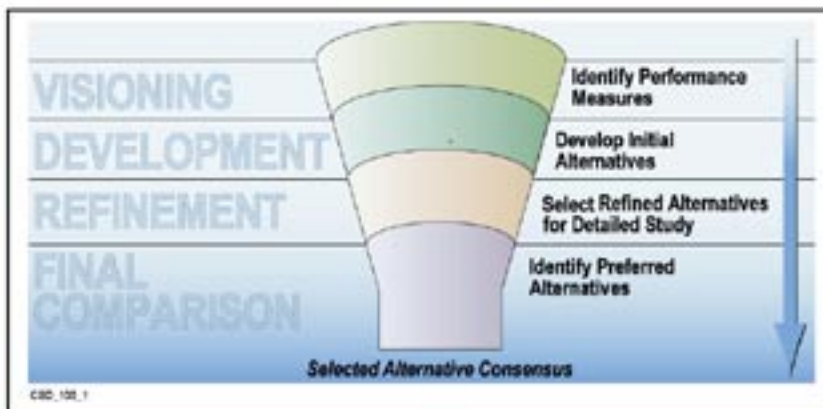 VISIONING
Identify Performance
Measures
DEVELOPMENT
Develop Initial
Alternatives
REFINEMENT
Select Refined Alternatives
for Detailed Study
FINAL
COMPARISON
Identify Preferred
Alternatives
Selected Alternative Consensus